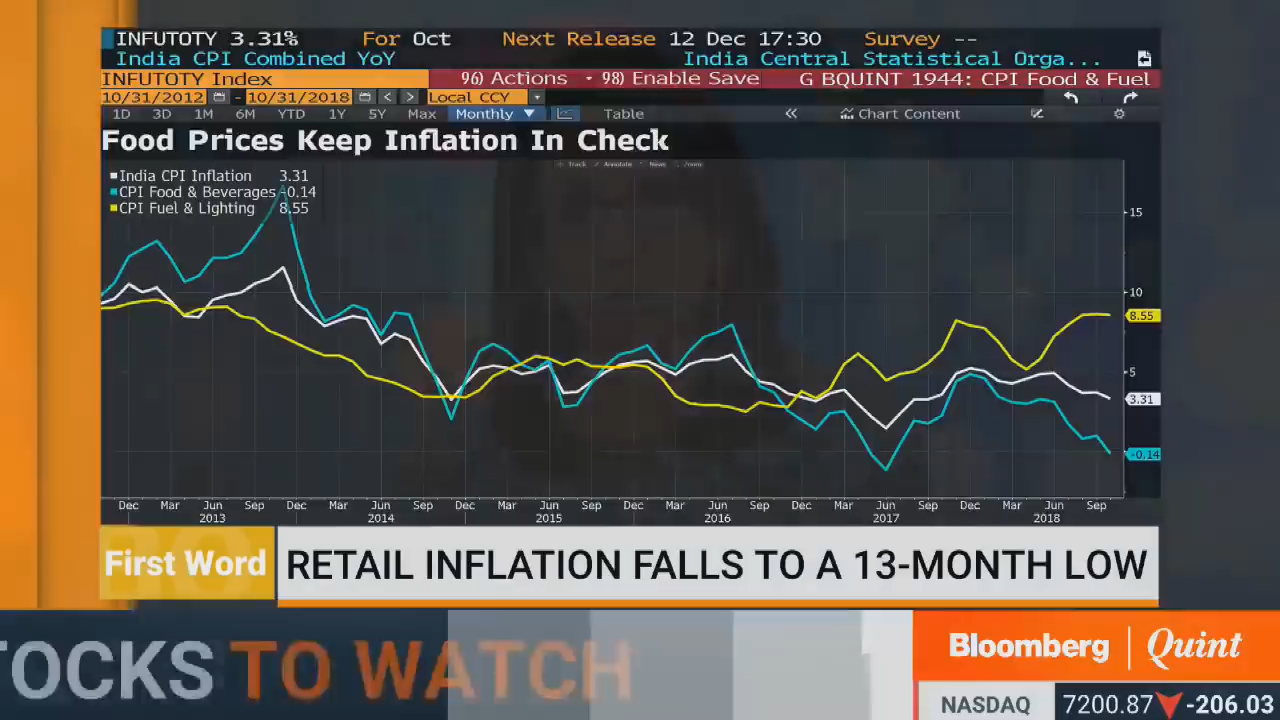 INFUTOTY 3.31% For Oct Next Release 12 Dec 17:30 Survey --
India CPI Combined YoY India Central Statistical Orga...
INFUTOTY Index 96) Actions 98) Enable Save G BQUINT 1944: CPI Food & Fuel
10/31/2012 - 10/31/2018 < > Local CCY
1D 3D 1M 6M YTD 1Y 5Y Max Monthly ▼ Table « Chart Content
Food Prices Keep Inflation In Check
Track Annotate News Zoom
India CPI Inflation 3.31
CPI Food & Beverages -0.14
CPI Fuel & Lighting 8.55
15
10
8.55
5
3.31
-0.14
Dec Mar Jun Sep Dec Mar Jun Sep Dec Mar Jun Sep Dec Mar Jun Sep Dec Mar Jun Sep Dec Mar Jun Sep
2013 2014 2015 2016 2017 2018
First Word RETAIL INFLATION FALLS TO A 13-MONTH LOW
TOCKS TO WATCH
Bloomberg | Quint
NASDAQ 7200.87 ▼ -206.03